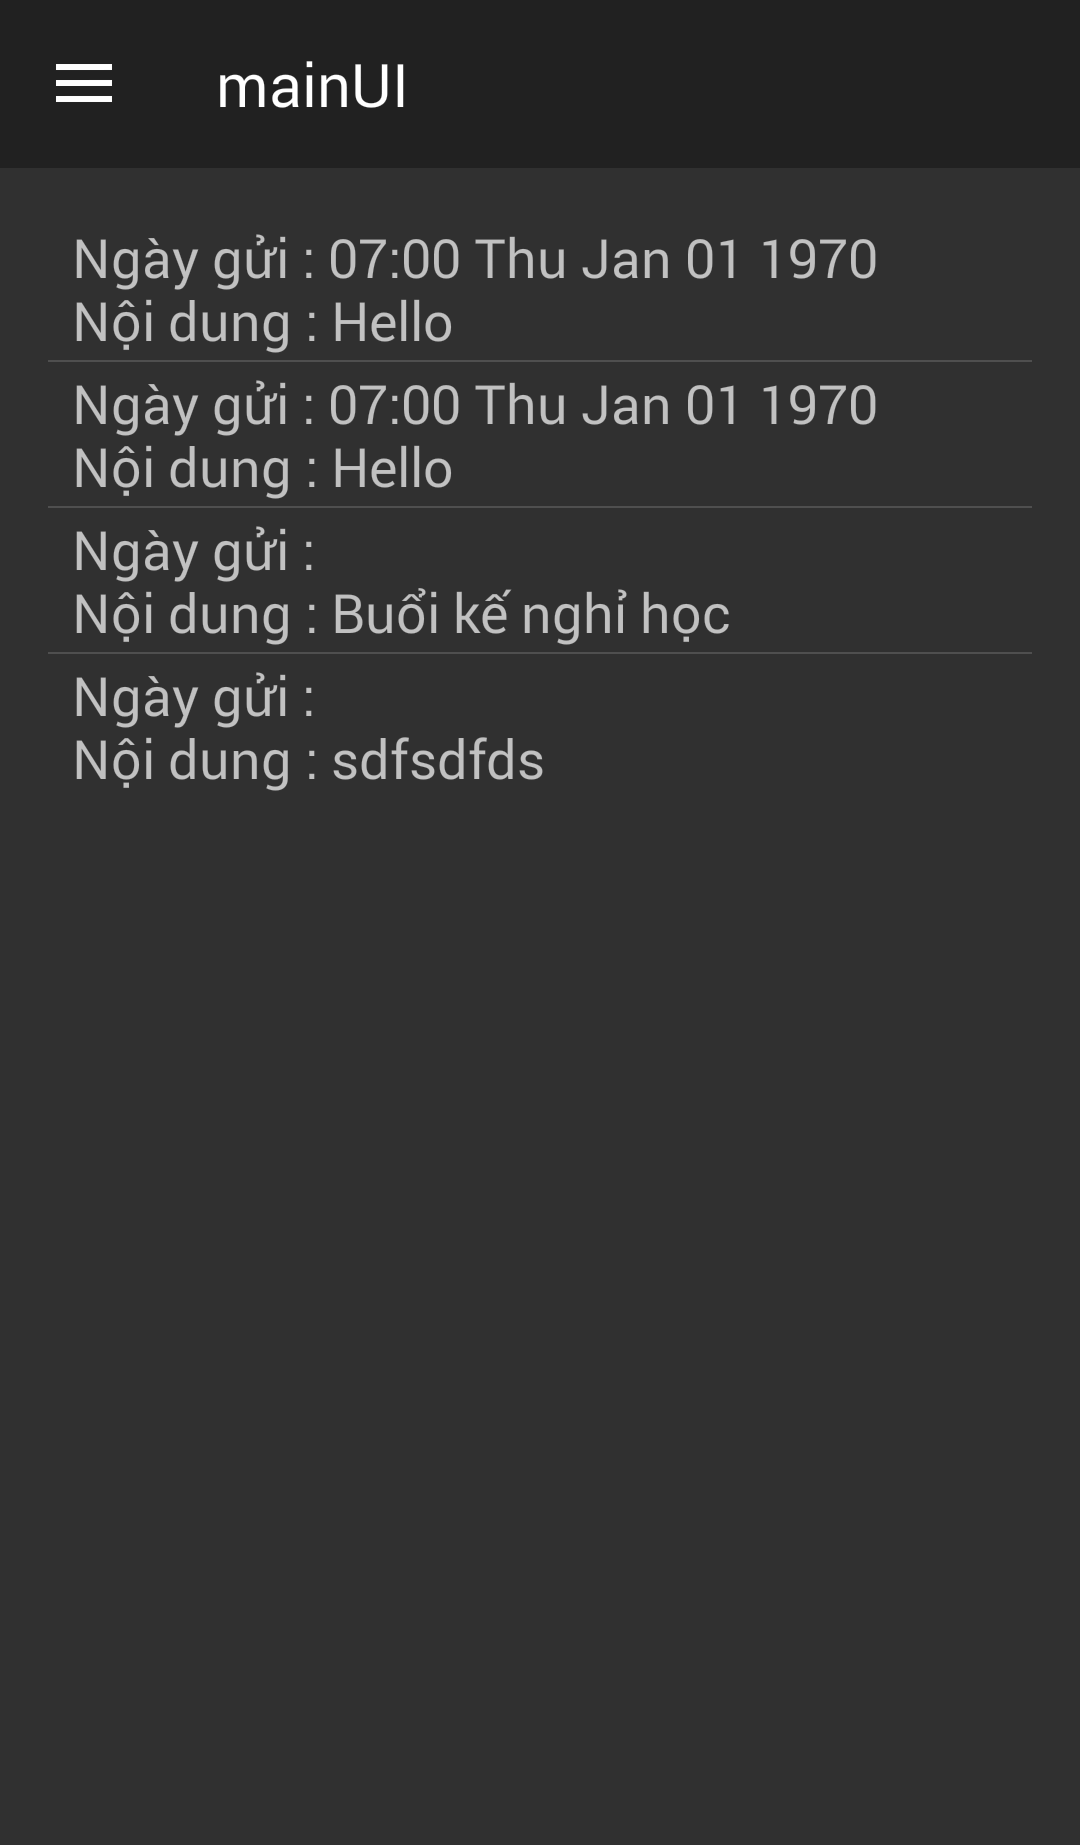 mainUI
Ngày gửi : 07:00 Thu Jan 01 1970
Nội dung : Hello
Ngày gửi : 07:00 Thu Jan 01 1970
Nội dung : Hello
Ngày gửi :
Nội dung : Buổi kế nghỉ học
Ngày gửi :
Nội dung : sdfsdfds